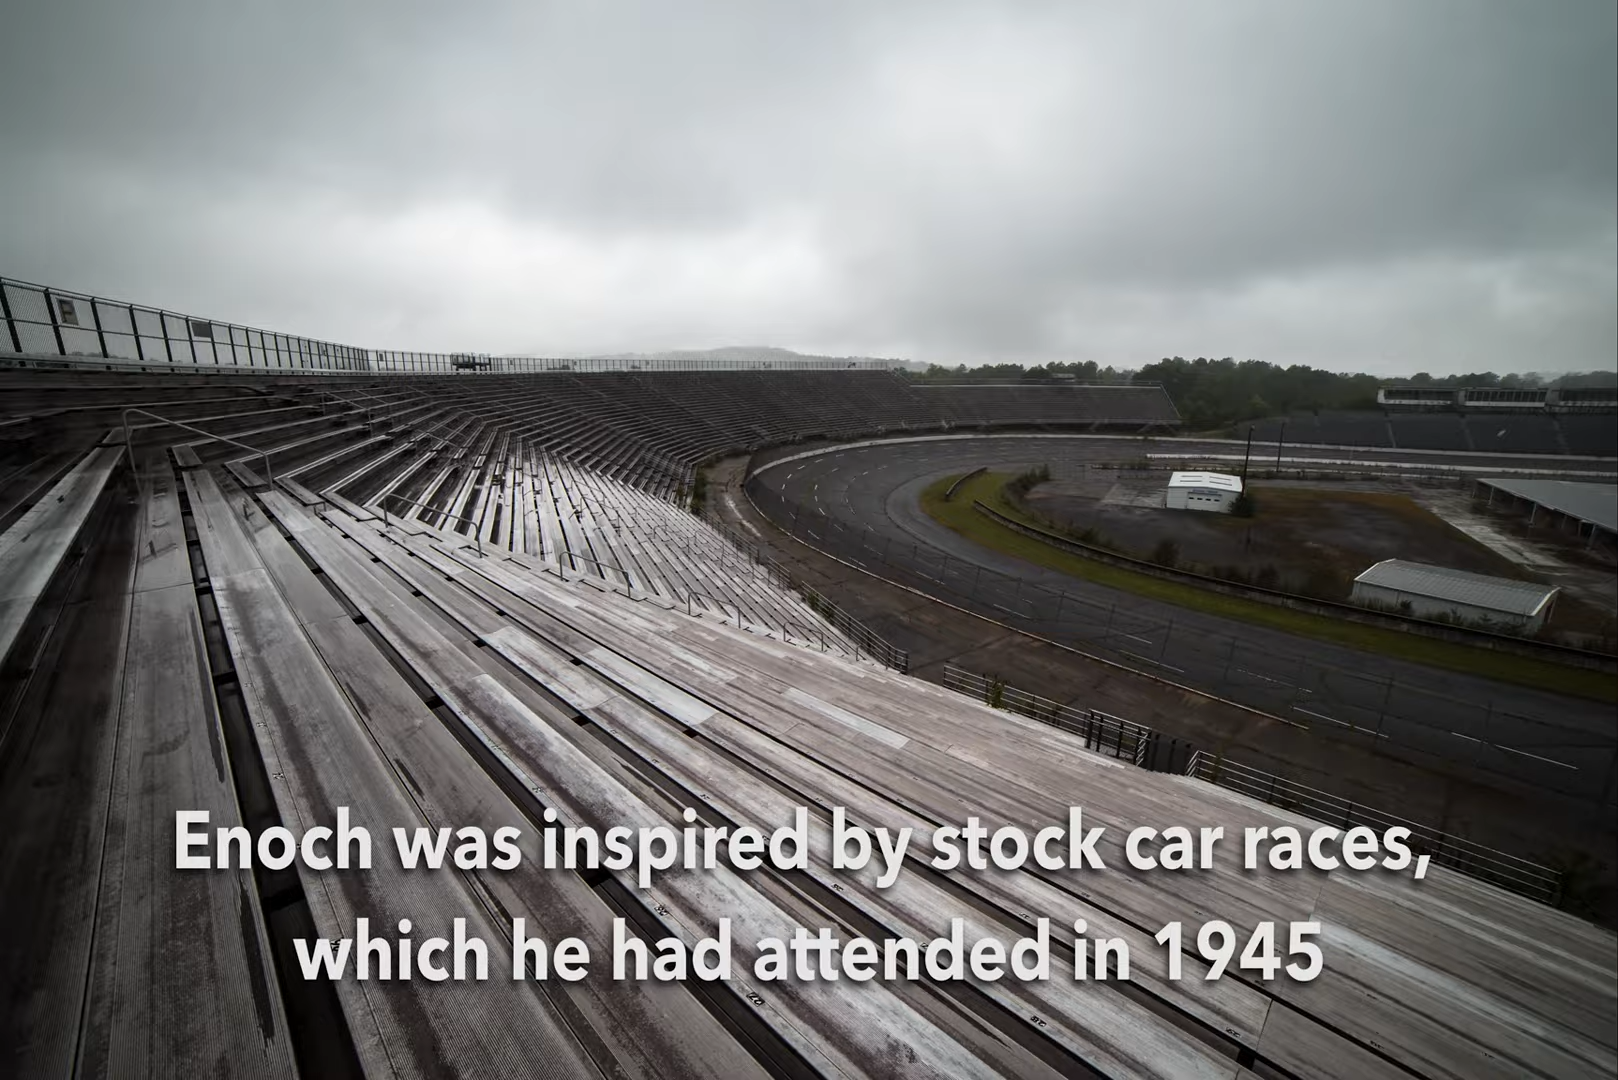 Enoch was inspired by stock car races,
which he had attended in 1945